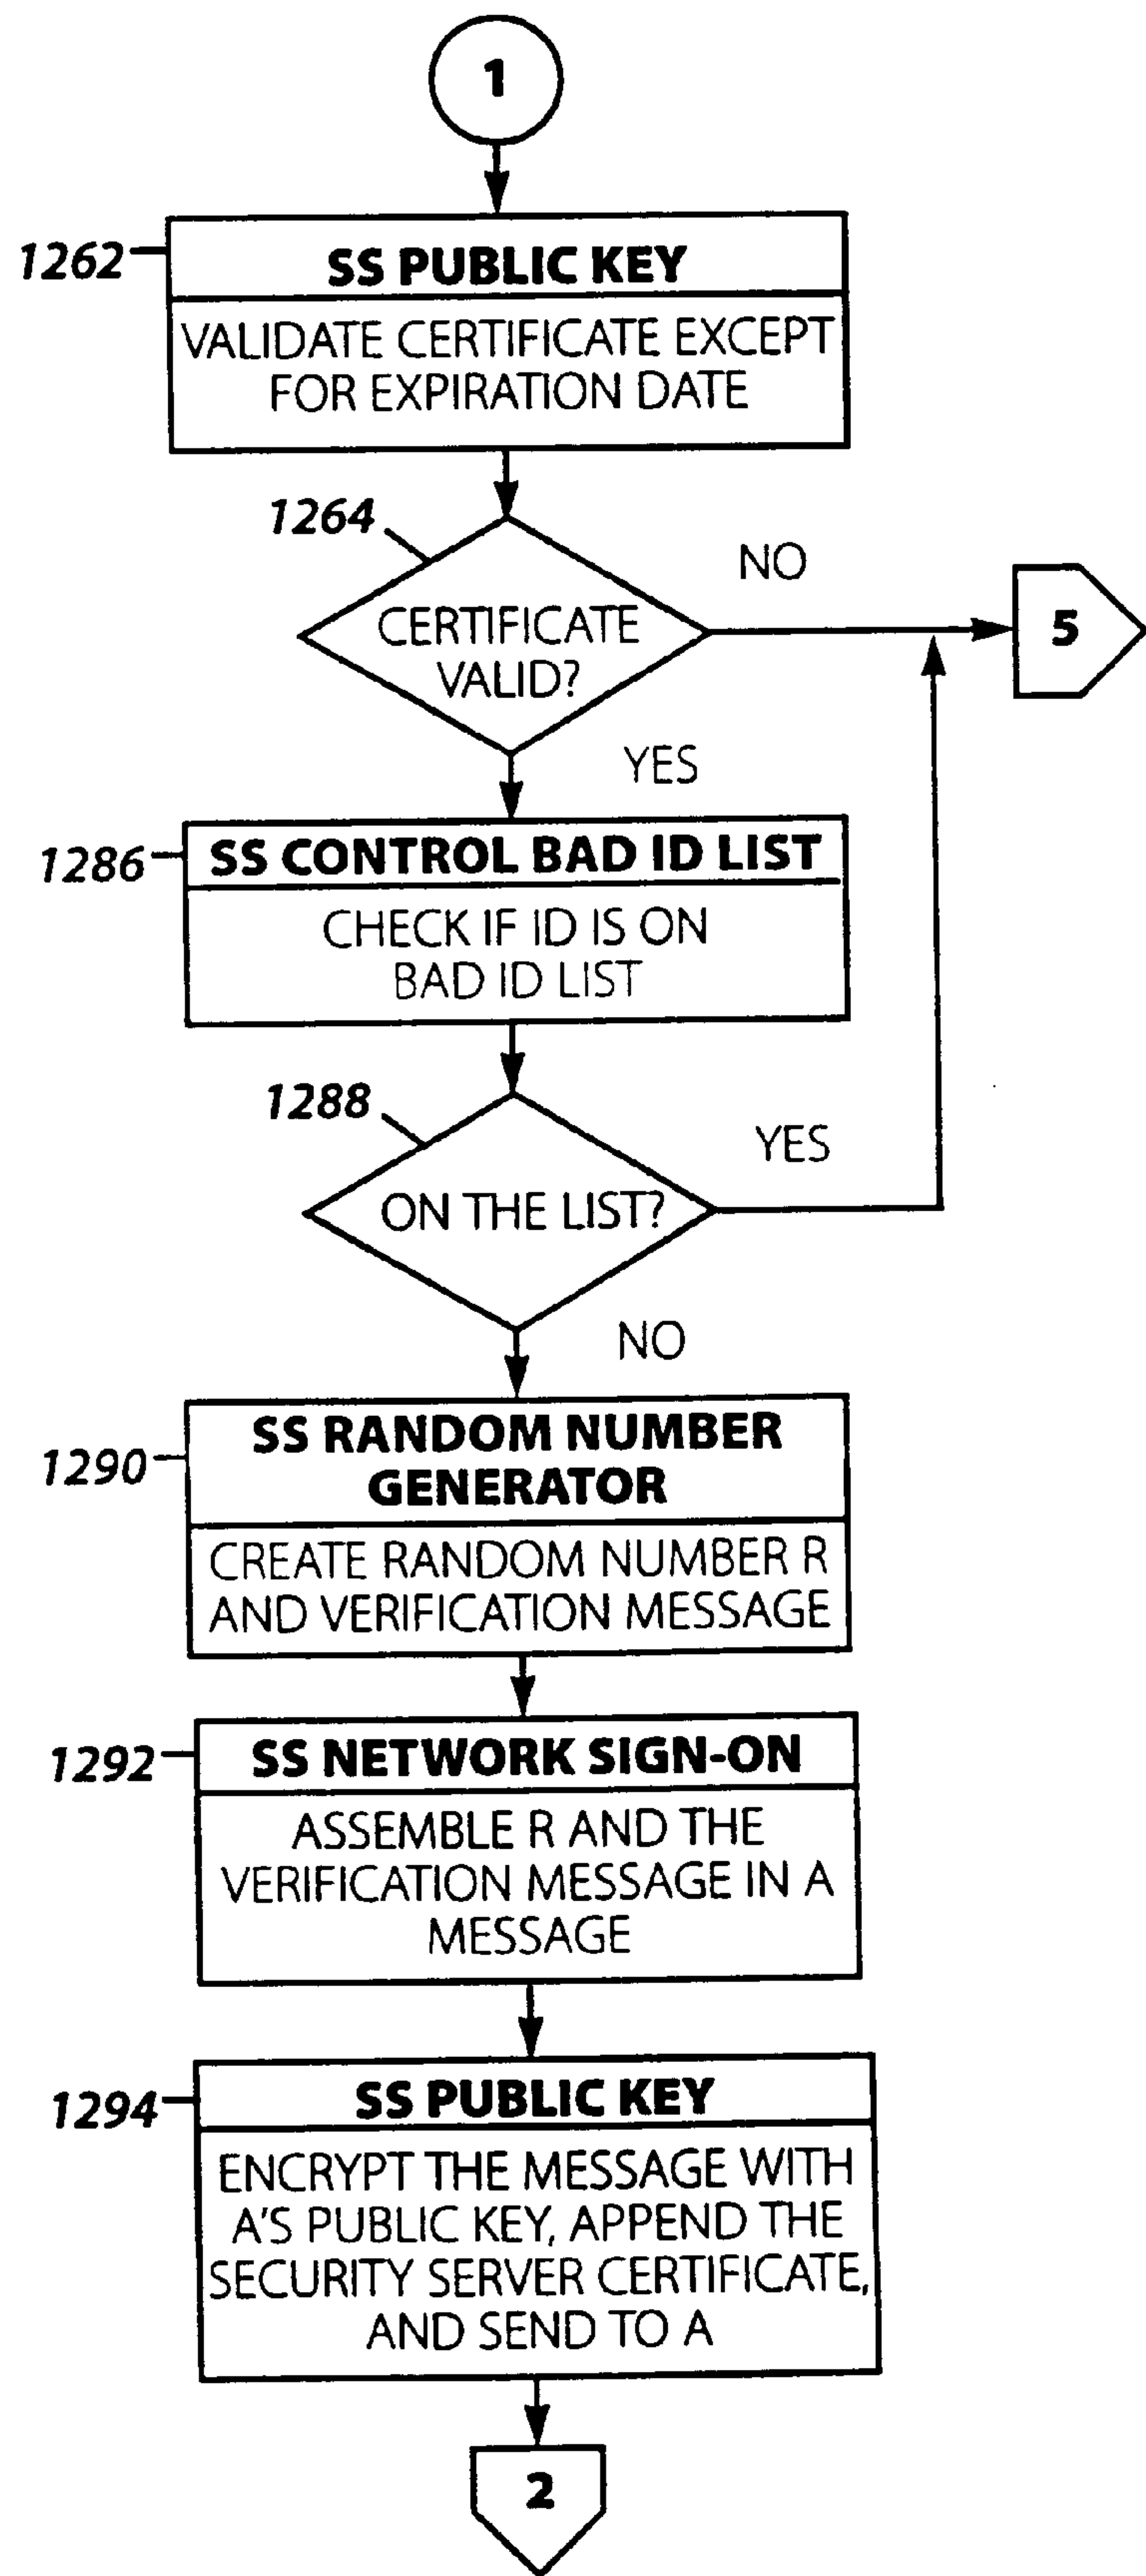 1
1262
SS PUBLIC KEY
VALIDATE CERTIFICATE EXCEPT
FOR EXPIRATION DATE
1264
NO
CERTIFICATE
VALID?
5
YES
1286
SS CONTROL BAD ID LIST
CHECK IF ID IS ON
BAD ID LIST
1288
YES
ON THE LIST?
NO
1290
SS RANDOM NUMBER
GENERATOR
CREATE RANDOM NUMBER R
AND VERIFICATION MESSAGE
1292
SS NETWORK SIGN-ON
ASSEMBLE R AND THE
VERIFICATION MESSAGE IN A
MESSAGE
1294
SS PUBLIC KEY
ENCRYPT THE MESSAGE WITH
A'S PUBLIC KEY, APPEND THE
SECURITY SERVER CERTIFICATE,
AND SEND TO A
2